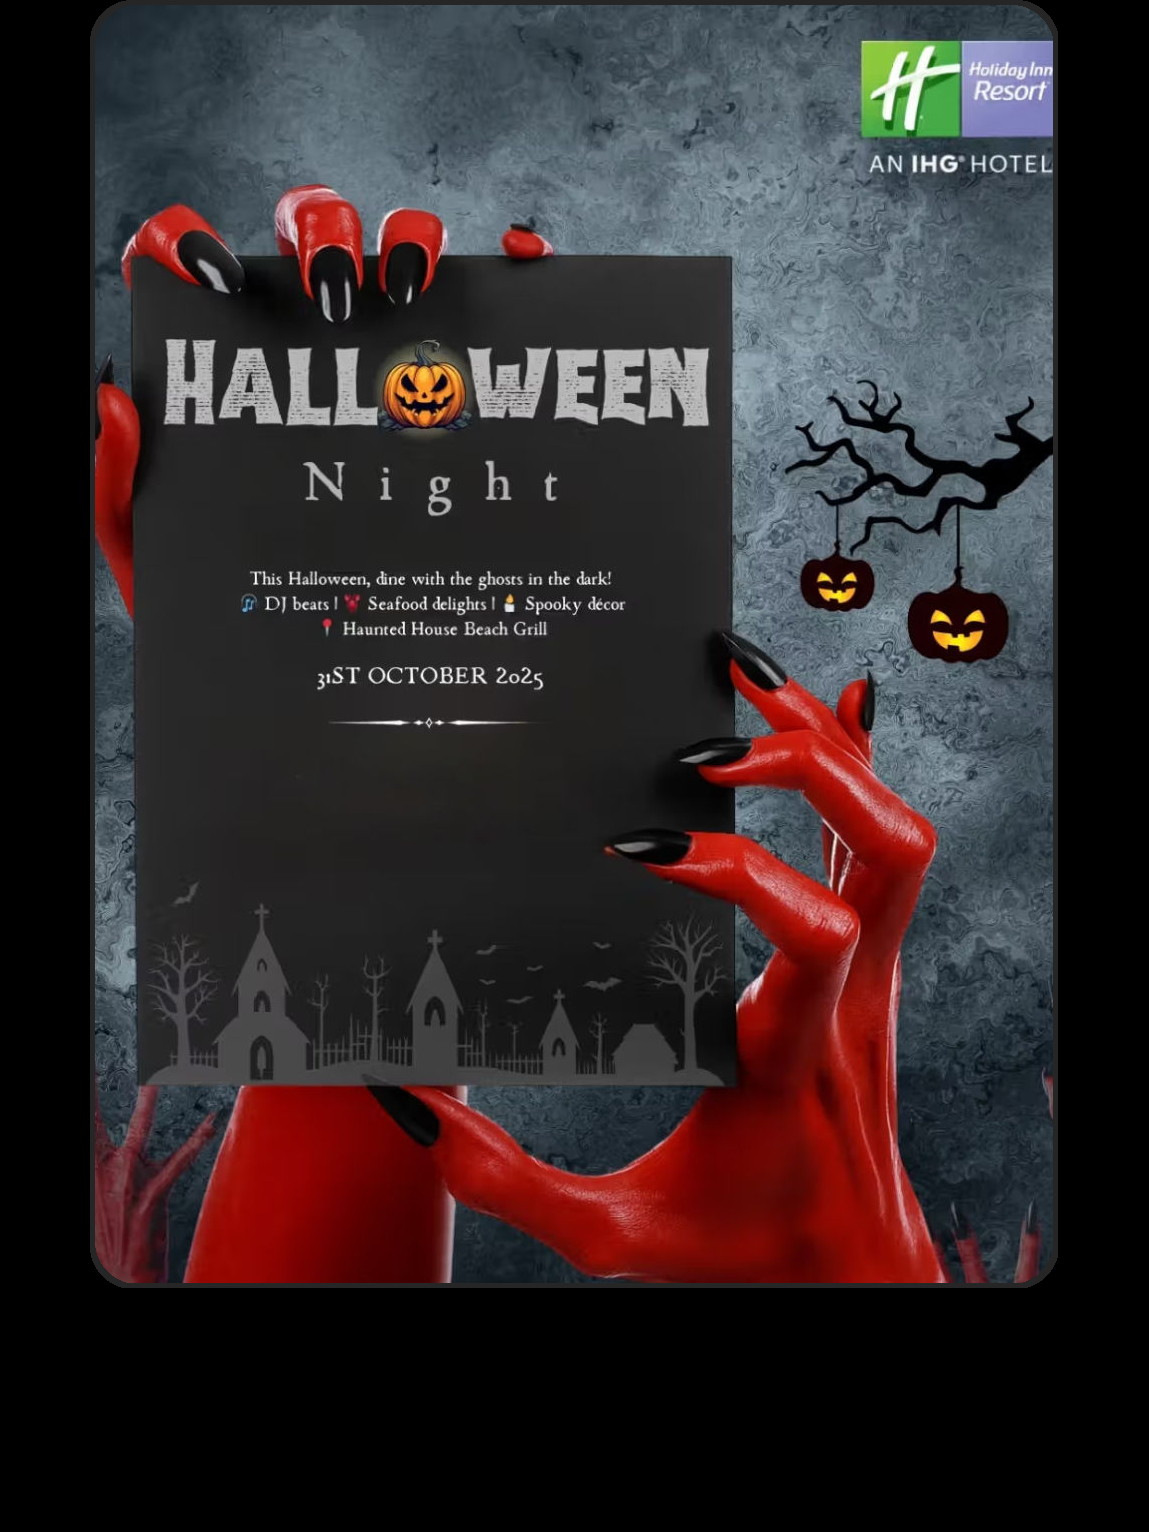 Holiday Inn
Resort
AN IHG® HOTEL
HALLOWEEN
Night
This Halloween, dine with the ghosts in the dark!
🎵 DJ beats | 🦞 Seafood delights | 🕯️ Spooky décor
📍 Haunted House Beach Grill
31ST OCTOBER 2025